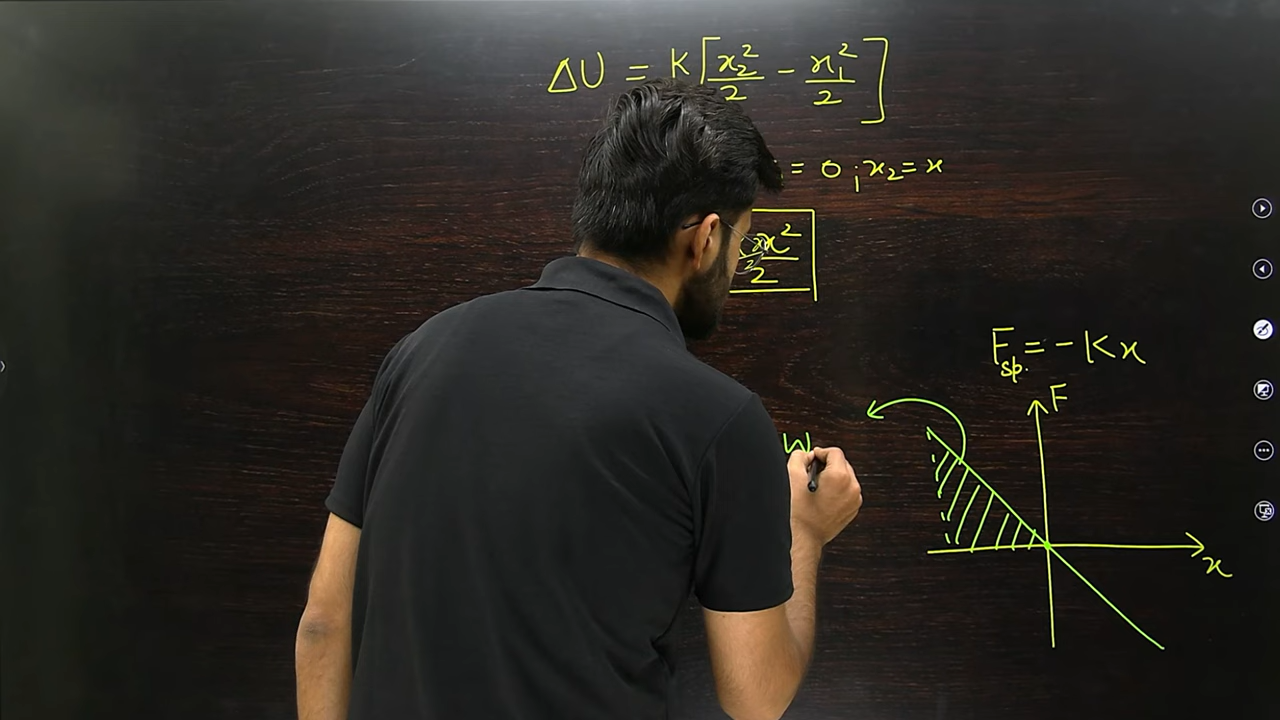 ΔU = K[x₂²/2 − x₁²/2]
= 0 ; x₂ = x
x²/2
F_sp. = −Kx
F
W
x